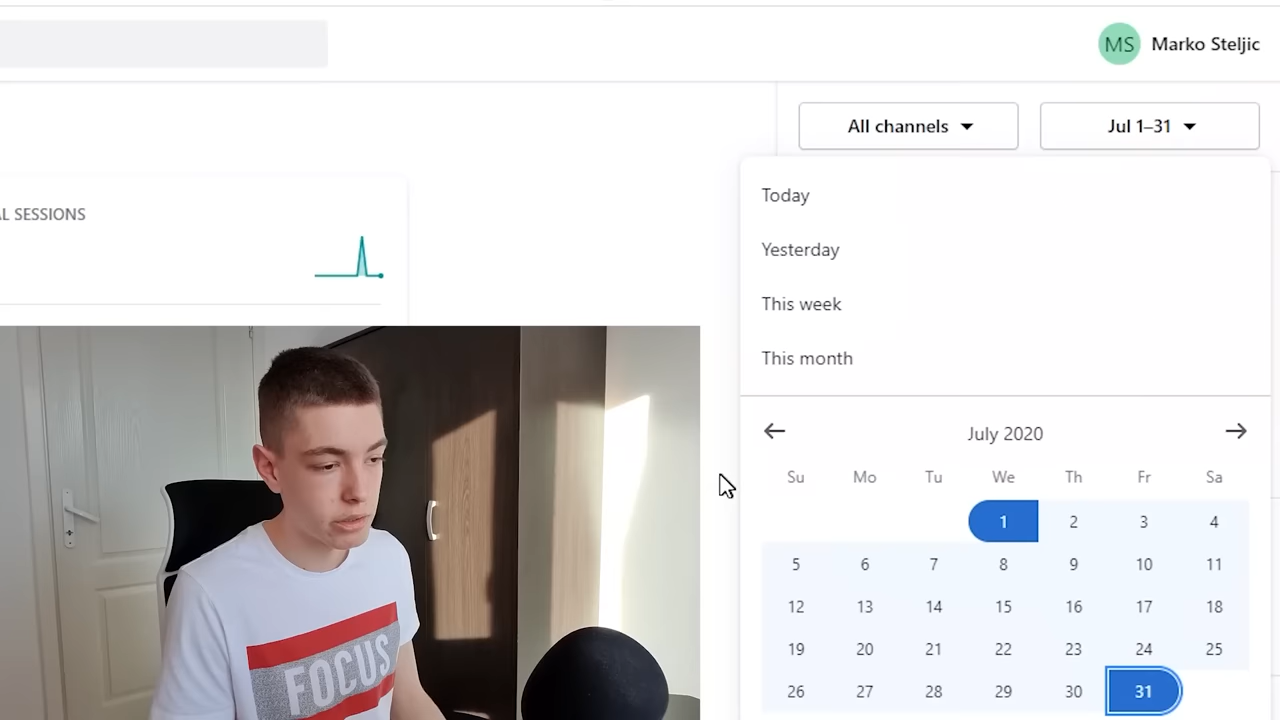 MS Marko Steljic
All channels Jul 1–31
Today
Yesterday
This week
This month
L SESSIONS
July 2020
Su Mo Tu We Th Fr Sa
1 2 3 4
5 6 7 8 9 10 11
12 13 14 15 16 17 18
19 20 21 22 23 24 25
26 27 28 29 30 31
FOCUS